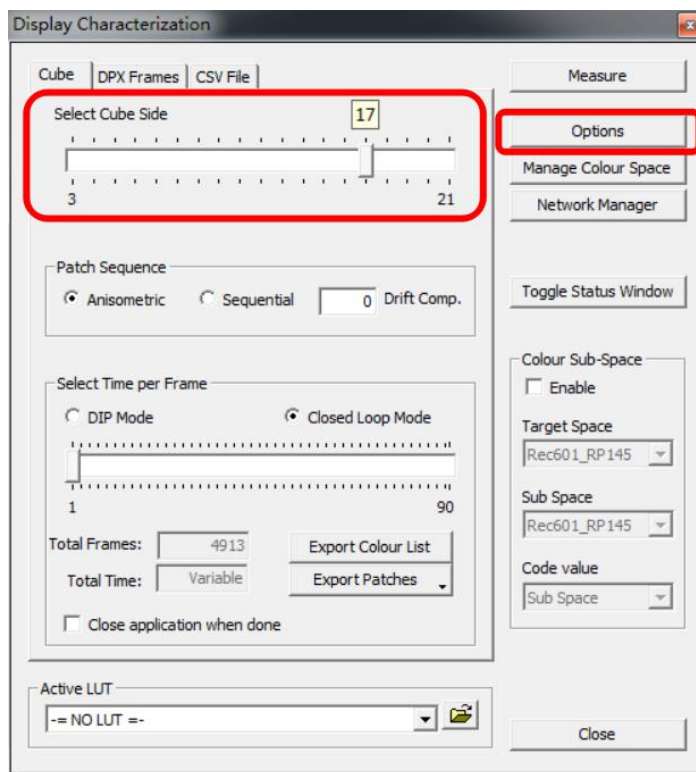 Display Characterization
Cube
DPX Frames
CSV File
Select Cube Side
17
3
21
Patch Sequence
Anisometric
Sequential
0
Drift Comp.
Select Time per Frame
DIP Mode
Closed Loop Mode
1
90
Total Frames:
4913
Export Colour List
Total Time:
Variable
Export Patches
Close application when done
Active LUT
-= NO LUT =-
Measure
Options
Manage Colour Space
Network Manager
Toggle Status Window
Colour Sub-Space
Enable
Target Space
Rec601_RP145
Sub Space
Rec601_RP145
Code value
Sub Space
Close